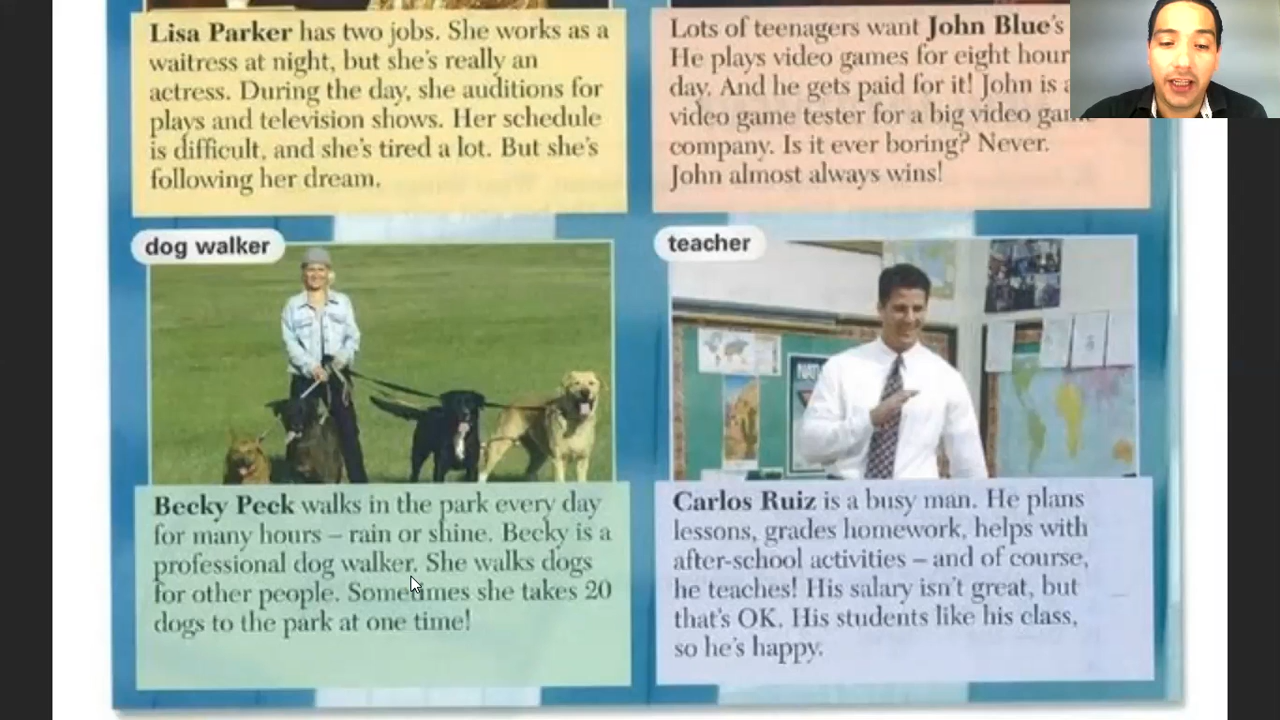 Lisa Parker has two jobs. She works as a
waitress at night, but she's really an
actress. During the day, she auditions for
plays and television shows. Her schedule
is difficult, and she's tired a lot. But she's
following her dream.
Lots of teenagers want John Blue's
He plays video games for eight hour
day. And he gets paid for it! John is a
video game tester for a big video game
company. Is it ever boring? Never.
John almost always wins!
dog walker
Becky Peck walks in the park every day
for many hours – rain or shine. Becky is a
professional dog walker. She walks dogs
for other people. Sometimes she takes 20
dogs to the park at one time!
teacher
Carlos Ruiz is a busy man. He plans
lessons, grades homework, helps with
after-school activities – and of course,
he teaches! His salary isn't great, but
that's OK. His students like his class,
so he's happy.